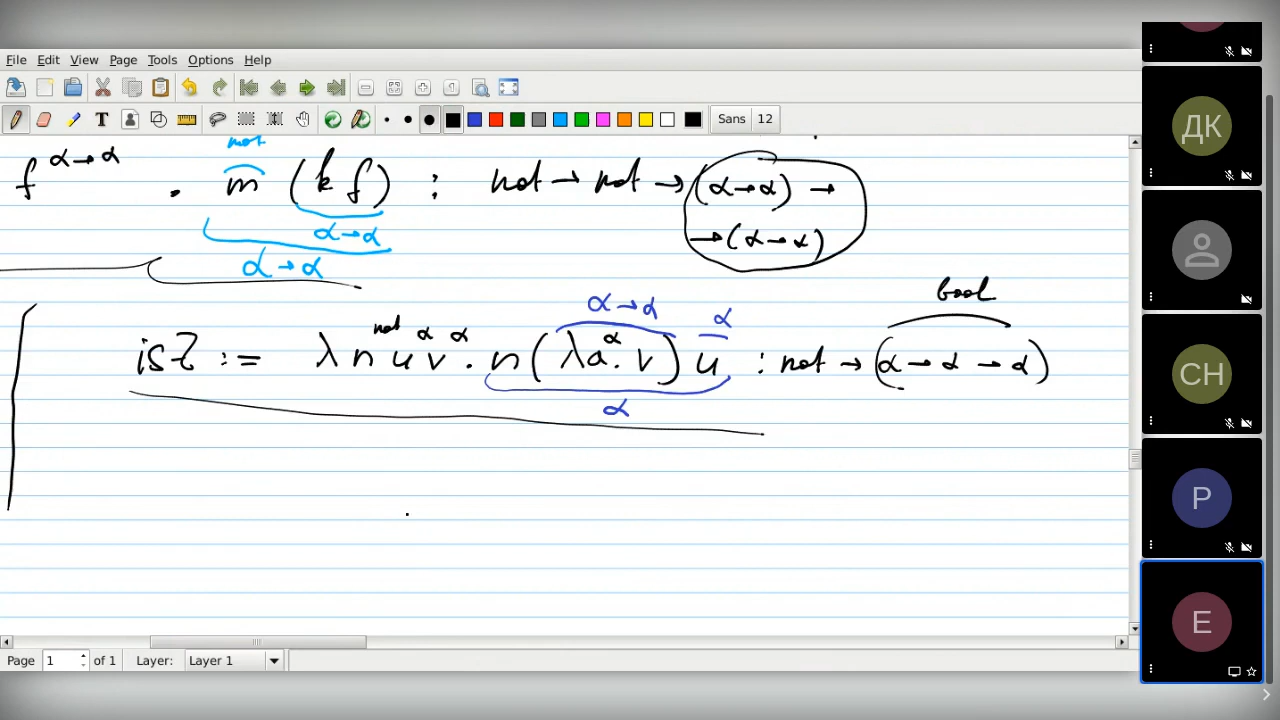 File Edit View Page Tools Options Help
Sans 12
nat
f^α→α . m (k f) : nat → nat → (α→α) →
→ (α→α)
α→α
α→α
α→α α bool
isZ := λ n^nat u^α v^α . n (λa^α. v) u : nat → (α → α → α)
α
Page 1 of 1 Layer: Layer 1
ДК
СН
Р
Е